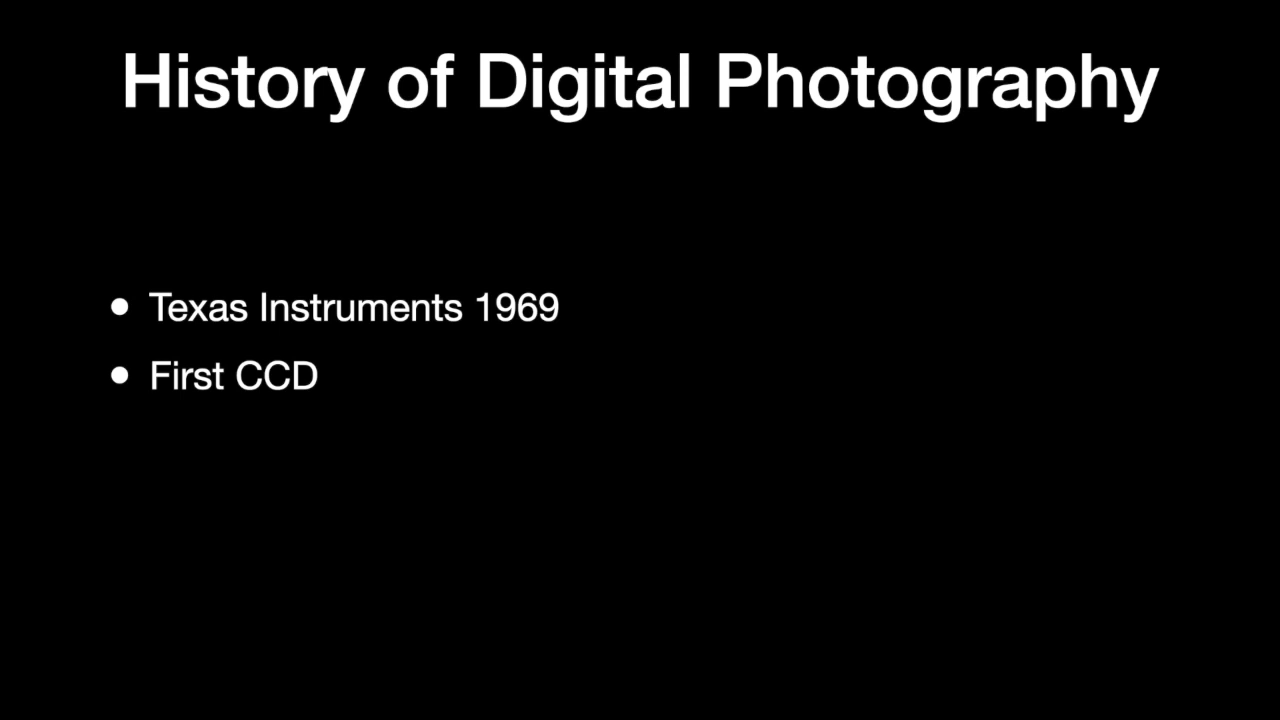 History of Digital Photography
• Texas Instruments 1969
• First CCD